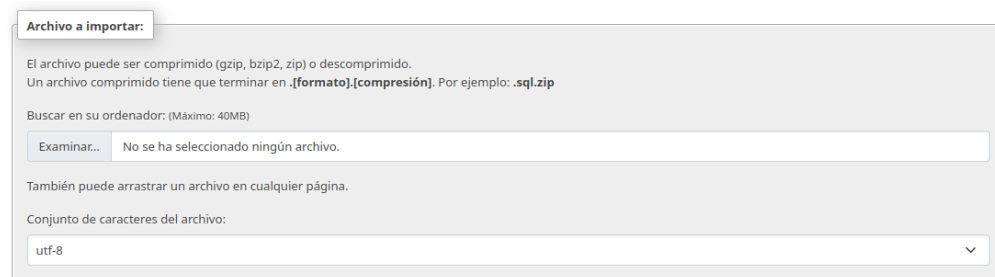 Archivo a importar:
El archivo puede ser comprimido (gzip, bzip2, zip) o descomprimido.
Un archivo comprimido tiene que terminar en .[formato].[compresión]. Por ejemplo: .sql.zip
Buscar en su ordenador: (Máximo: 40MB)
Examinar... No se ha seleccionado ningún archivo.
También puede arrastrar un archivo en cualquier página.
Conjunto de caracteres del archivo:
utf-8